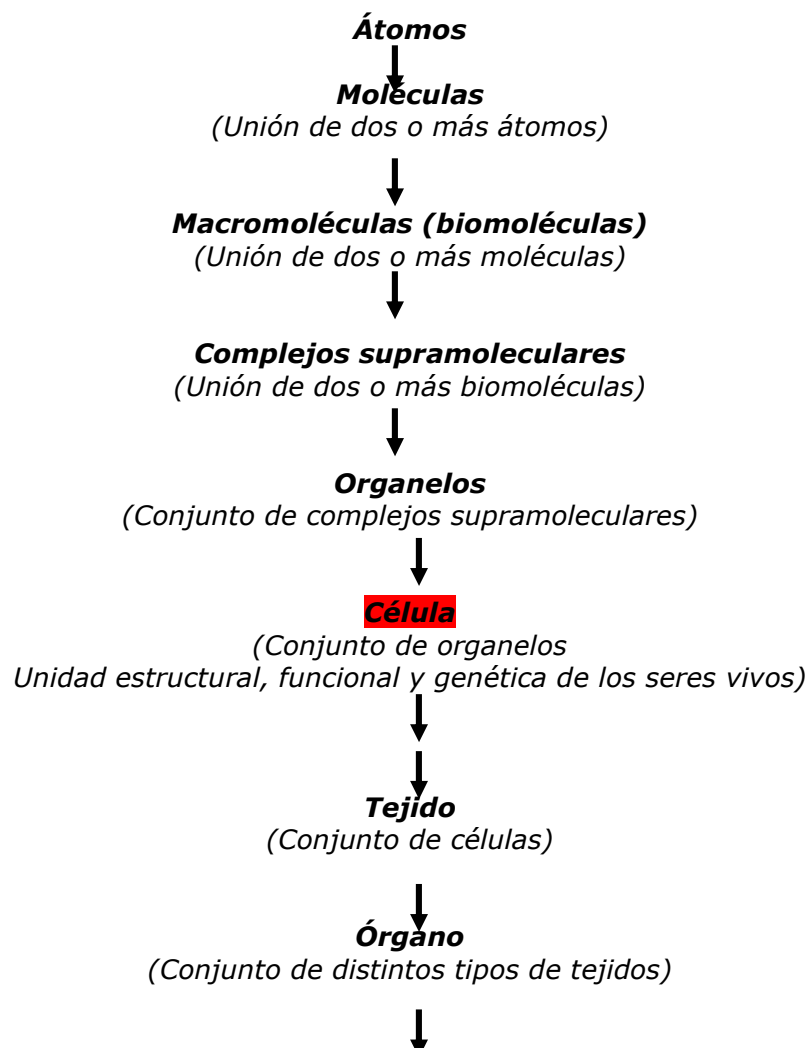 Átomos
Moléculas
(Unión de dos o más átomos)
Macromoléculas (biomoléculas)
(Unión de dos o más moléculas)
Complejos supramoleculares
(Unión de dos o más biomoléculas)
Organelos
(Conjunto de complejos supramoleculares)
Célula
(Conjunto de organelos
Unidad estructural, funcional y genética de los seres vivos)
Tejido
(Conjunto de células)
Órgano
(Conjunto de distintos tipos de tejidos)